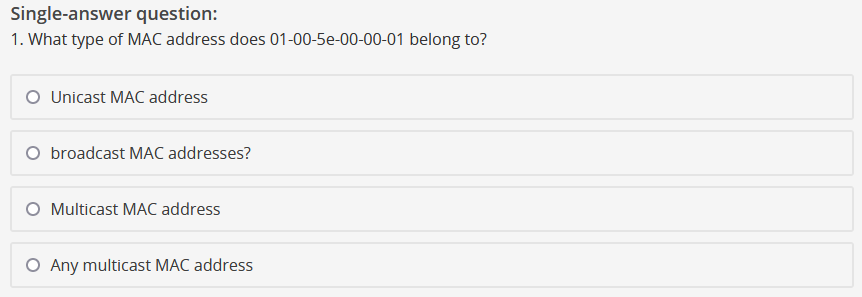 Single-answer question:
1. What type of MAC address does 01-00-5e-00-00-01 belong to?
Unicast MAC address
broadcast MAC addresses?
Multicast MAC address
Any multicast MAC address